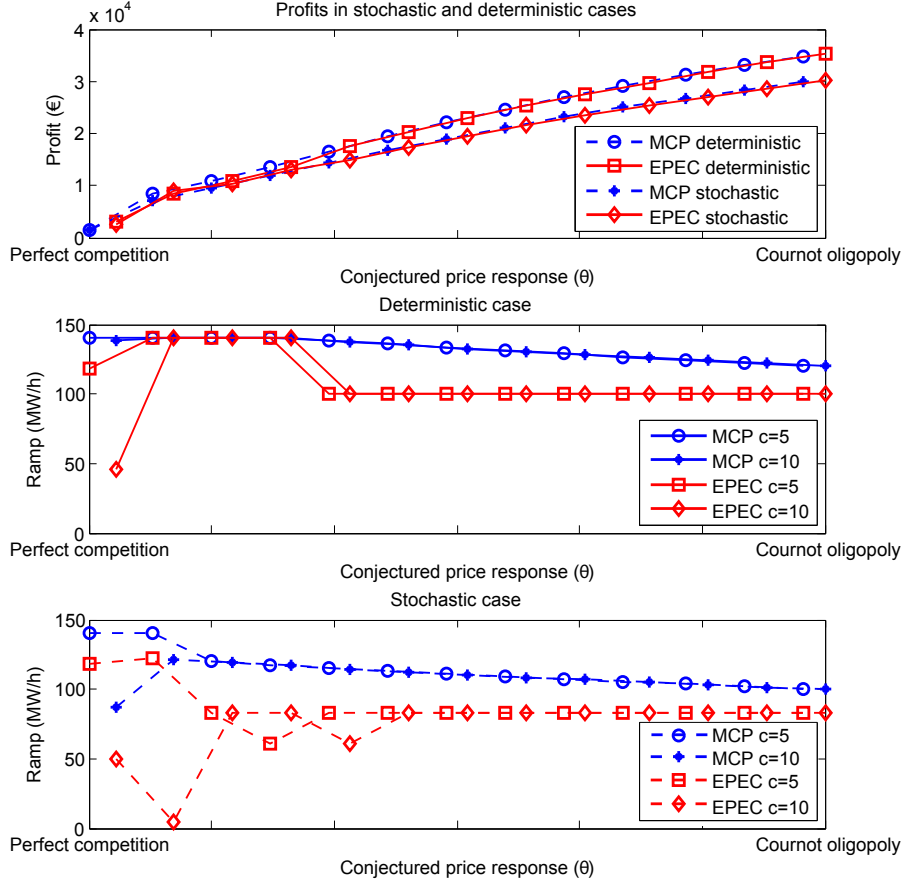 Profits in stochastic and deterministic cases
x 10⁴
4
3
2
1
0
Profit (€)
MCP deterministic
EPEC deterministic
MCP stochastic
EPEC stochastic
Perfect competition
Cournot oligopoly
Conjectured price response (θ)
Deterministic case
150
100
50
0
Ramp (MW/h)
MCP c=5
MCP c=10
EPEC c=5
EPEC c=10
Perfect competition
Cournot oligopoly
Conjectured price response (θ)
Stochastic case
150
100
50
0
Ramp (MW/h)
MCP c=5
MCP c=10
EPEC c=5
EPEC c=10
Perfect competition
Cournot oligopoly
Conjectured price response (θ)